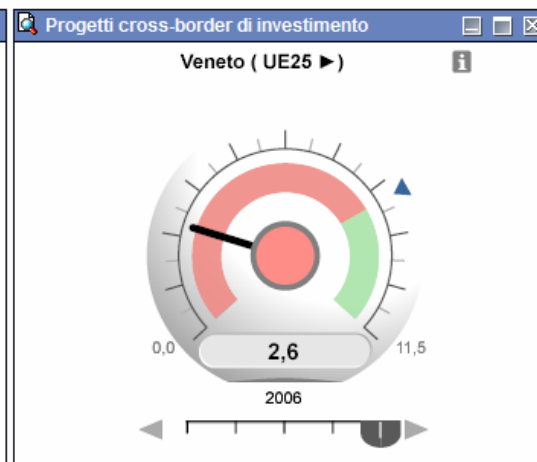 Progetti cross-border di investimento
Veneto ( UE25 ►)
i
0,0
2,6
11,5
2006